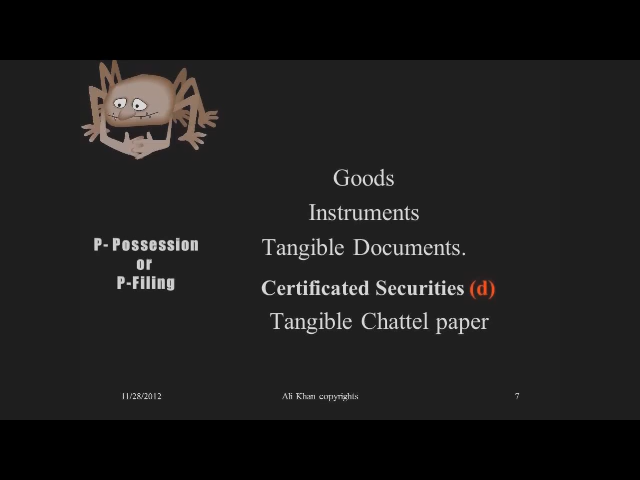 P- Possession
or
P-Filing
Goods
Instruments
Tangible Documents.
Certificated Securities (d)
Tangible Chattel paper
11/28/2012
Ali Khan copyrights
7